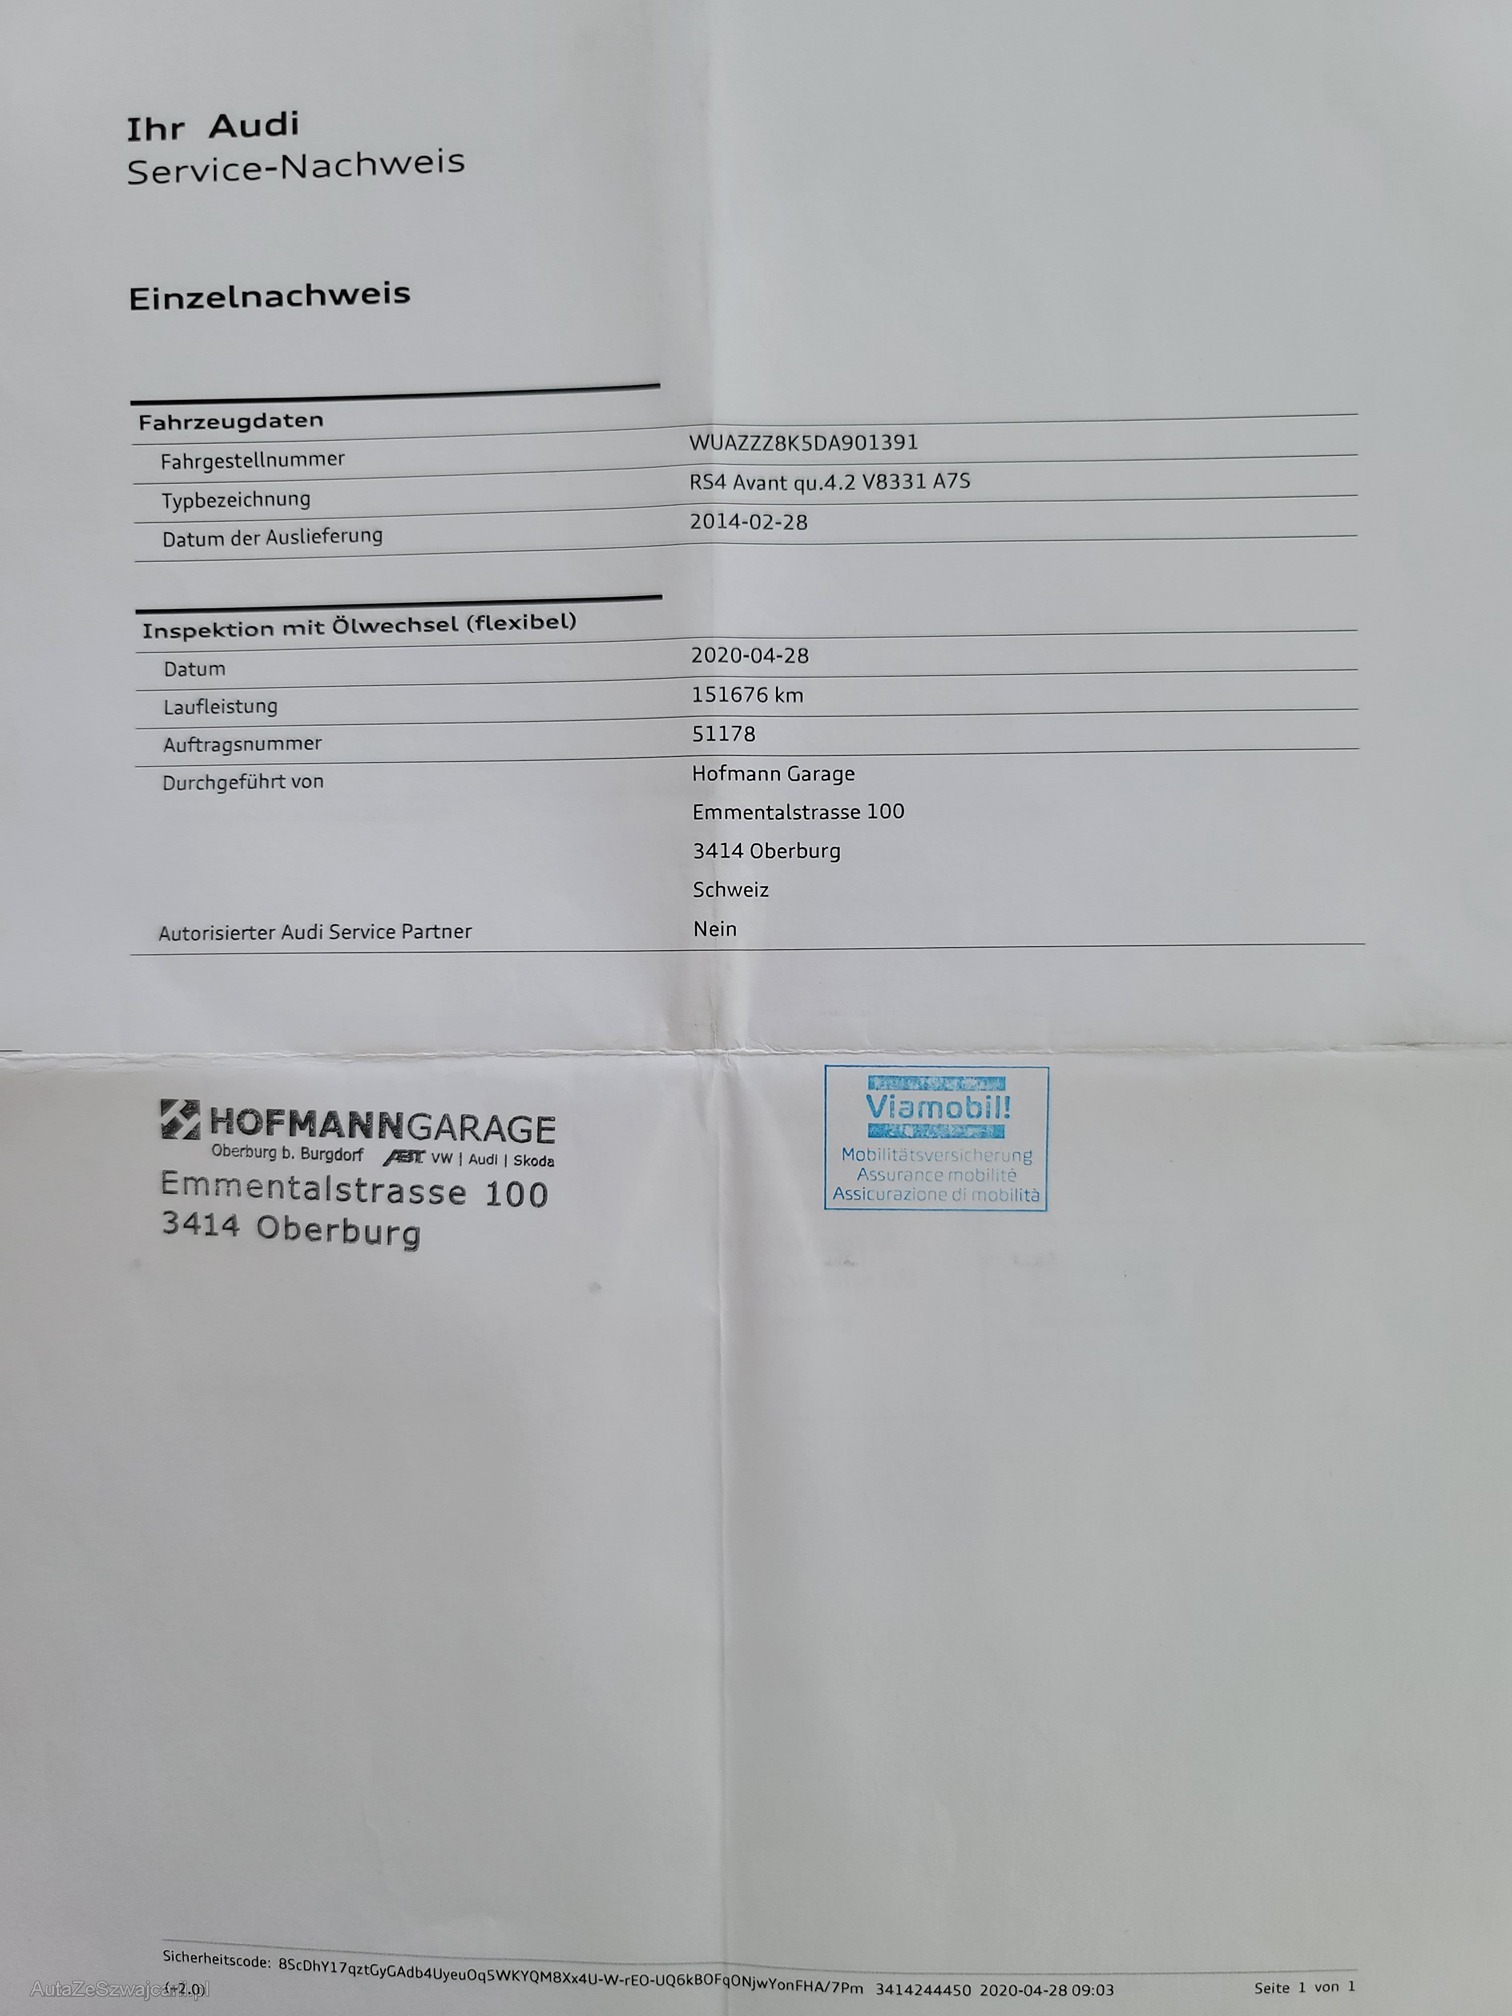 Ihr Audi
Service-Nachweis
Einzelnachweis
Fahrzeugdaten
Fahrgestellnummer WUAZZZ8K5DA901391
Typbezeichnung RS4 Avant qu.4.2 V8331 A7S
Datum der Auslieferung 2014-02-28
Inspektion mit Ölwechsel (flexibel)
Datum 2020-04-28
Laufleistung 151676 km
Auftragsnummer 51178
Durchgeführt von Hofmann Garage
Emmentalstrasse 100
3414 Oberburg
Schweiz
Autorisierter Audi Service Partner Nein
HOFMANNGARAGE
Oberburg b. Burgdorf ABT VW | Audi | Skoda
Emmentalstrasse 100
3414 Oberburg
Viamobil!
Mobilitätsversicherung
Assurance mobilité
Assicurazione di mobilità
Sicherheitscode: 8ScDhY17qztGyGAdb4UyeuOq5WKYQM8Xx4U-W-rEO-UQ6kBOFqONjwYonFHA/7Pm 3414244450 2020-04-28 09:03 Seite 1 von 1
AutaZeSzwajcarii.pl